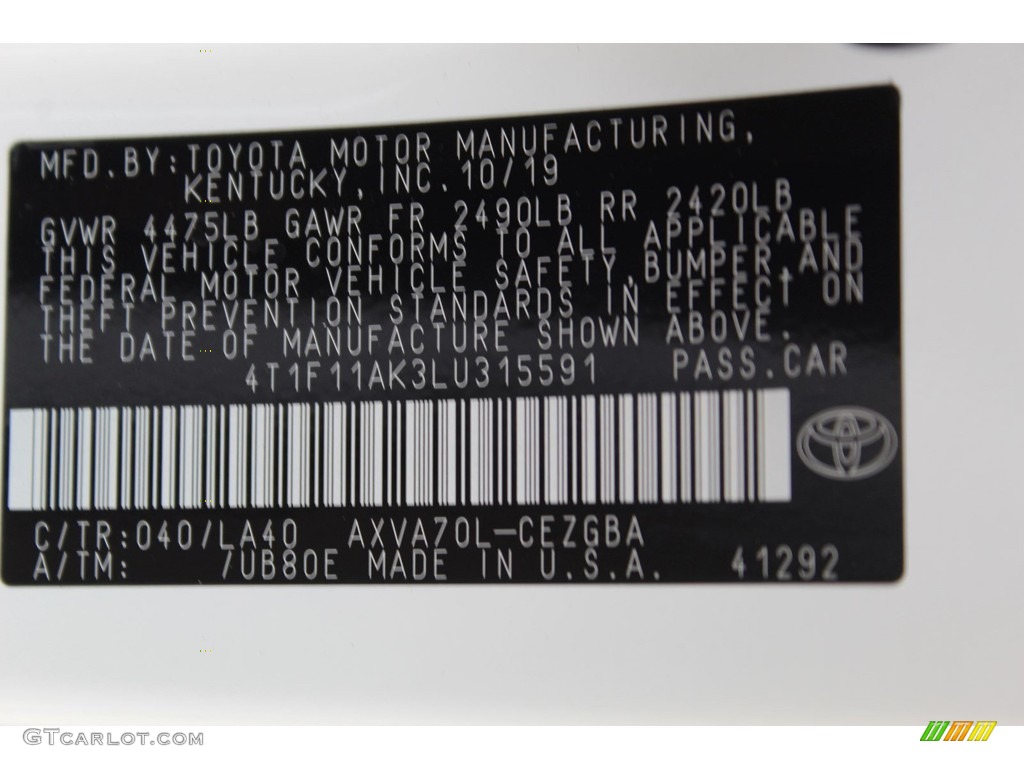 MFD.BY:TOYOTA MOTOR MANUFACTURING,
KENTUCKY, INC. 10/19
GVWR 4475LB GAWR FR 2490LB RR 2420LB
THIS VEHICLE CONFORMS TO ALL APPLICABLE
FEDERAL MOTOR VEHICLE SAFETY, BUMPER, AND
THEFT PREVENTION STANDARDS IN EFFECT ON
THE DATE OF MANUFACTURE SHOWN ABOVE.
4T1F11AK3LU315591 PASS.CAR
C/TR:040/LA40 AXVA70L-CEZGBA
A/TM: /UB80E MADE IN U.S.A. 41292
GTCARLOT.COM